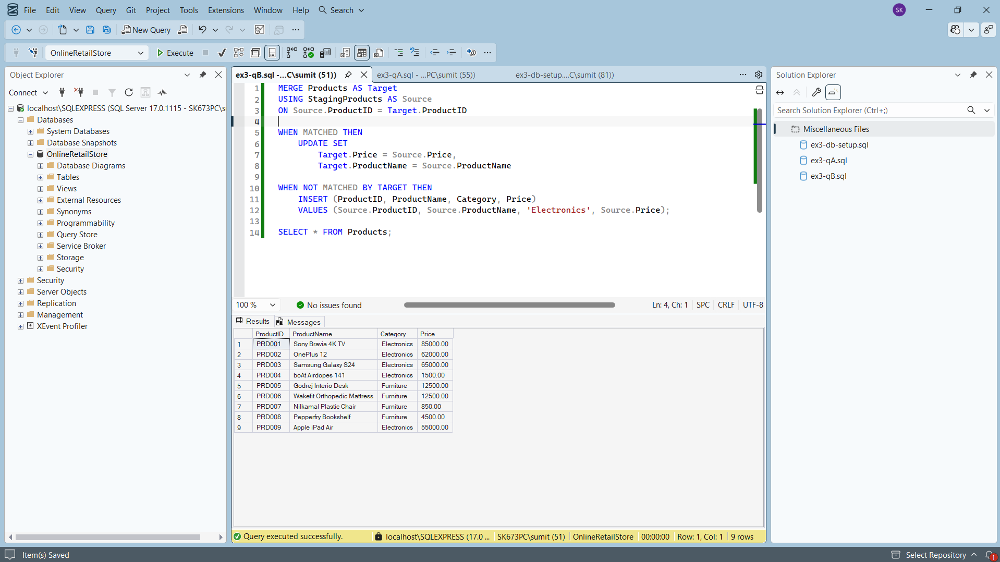 File Edit View Query Git Project Tools Extensions Window Help Search SK
New Query
OnlineRetailStore Execute
Object Explorer
Connect
localhost\SQLEXPRESS (SQL Server 17.0.1115 - SK673PC\su
Databases
System Databases
Database Snapshots
OnlineRetailStore
Database Diagrams
Tables
Views
External Resources
Synonyms
Programmability
Query Store
Service Broker
Storage
Security
Security
Server Objects
Replication
Management
XEvent Profiler
ex3-qB.sql -...C\sumit (51)) ex3-qA.sql - ...PC\sumit (55)) ex3-db-setup....C\sumit (81))
1 MERGE Products AS Target
2 USING StagingProducts AS Source
3 ON Source.ProductID = Target.ProductID
4
5 WHEN MATCHED THEN
6 UPDATE SET
7 Target.Price = Source.Price,
8 Target.ProductName = Source.ProductName
9
10 WHEN NOT MATCHED BY TARGET THEN
11 INSERT (ProductID, ProductName, Category, Price)
12 VALUES (Source.ProductID, Source.ProductName, 'Electronics', Source.Price);
13
14 SELECT * FROM Products;
100 % No issues found Ln: 4, Ch: 1 SPC CRLF UTF-8
Results Messages
ProductID ProductName Category Price
1 PRD001 Sony Bravia 4K TV Electronics 85000.00
2 PRD002 OnePlus 12 Electronics 62000.00
3 PRD003 Samsung Galaxy S24 Electronics 65000.00
4 PRD004 boAt Airdopes 141 Electronics 1500.00
5 PRD005 Godrej Interio Desk Furniture 12500.00
6 PRD006 Wakefit Orthopedic Mattress Furniture 12500.00
7 PRD007 Nilkamal Plastic Chair Furniture 850.00
8 PRD008 Pepperfry Bookshelf Furniture 4500.00
9 PRD009 Apple iPad Air Electronics 55000.00
Query executed successfully. localhost\SQLEXPRESS (17.0 ... SK673PC\sumit (51) OnlineRetailStore 00:00:00 Row: 1, Col: 1 9 rows
Solution Explorer
Search Solution Explorer (Ctrl+;)
Miscellaneous Files
ex3-db-setup.sql
ex3-qA.sql
ex3-qB.sql
Item(s) Saved Select Repository 1